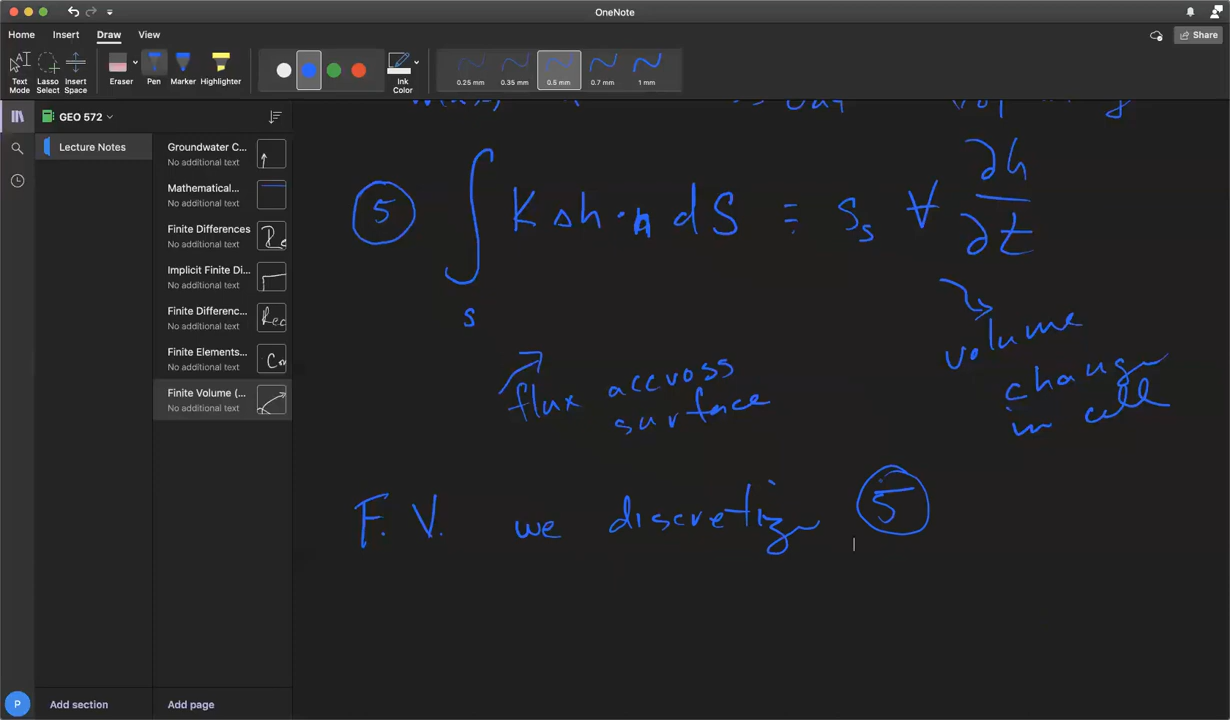 OneNote
Home Insert Draw View
Share
Text Mode
Lasso Select
Insert Space
Eraser
Pen
Marker
Highlighter
Ink Color
0.25 mm
0.35 mm
0.5 mm
0.7 mm
1 mm
GEO 572
Lecture Notes
Groundwater C...
No additional text
Mathematical...
No additional text
Finite Differences
No additional text
Implicit Finite Di...
No additional text
Finite Differenc...
No additional text
Finite Elements...
No additional text
Finite Volume (...
No additional text
P
Add section
Add page
5 ∫ K Δh · n dS = Ss ∀ ∂h/∂t
s
flux accross
surface
volume
change
in cell
F. V. we discretize 5